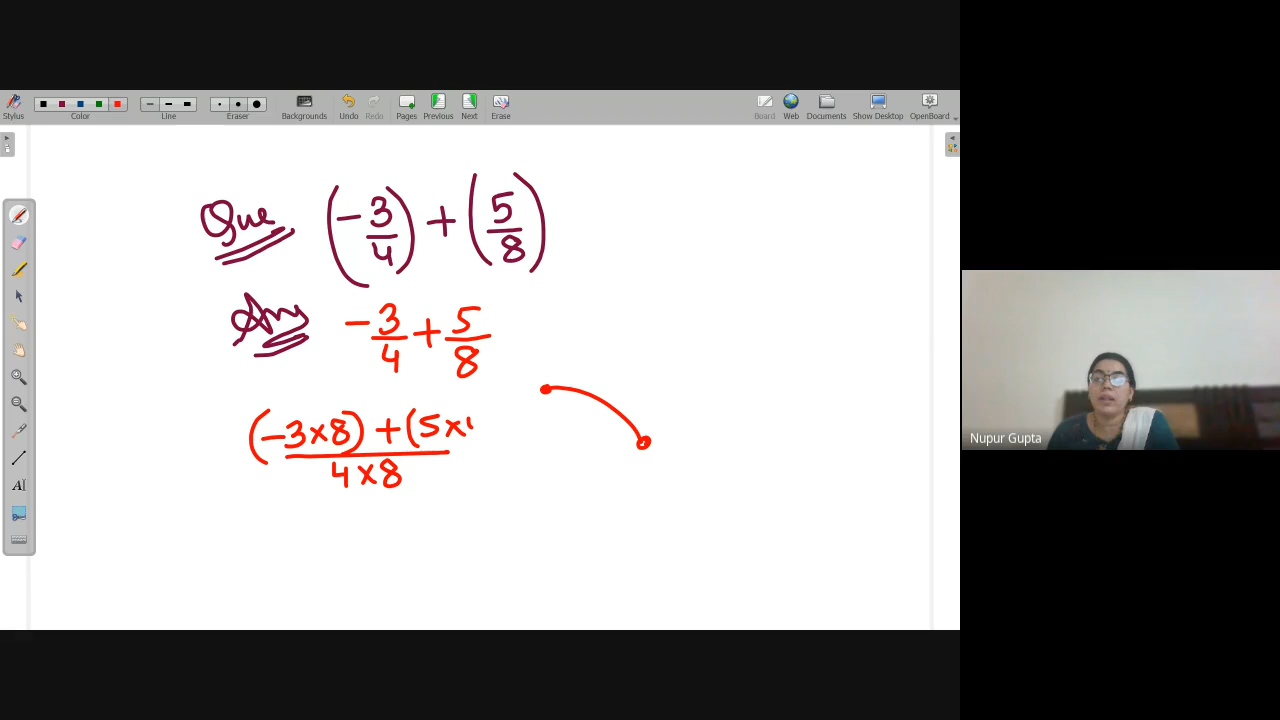 Stylus Color Line Eraser Backgrounds Undo Redo Pages Previous Next Erase Board Web Documents Show Desktop OpenBoard
Que (-3/4) + (5/8)
Ans -3/4 + 5/8
(-3×8) + (5×
4×8
AI
Nupur Gupta